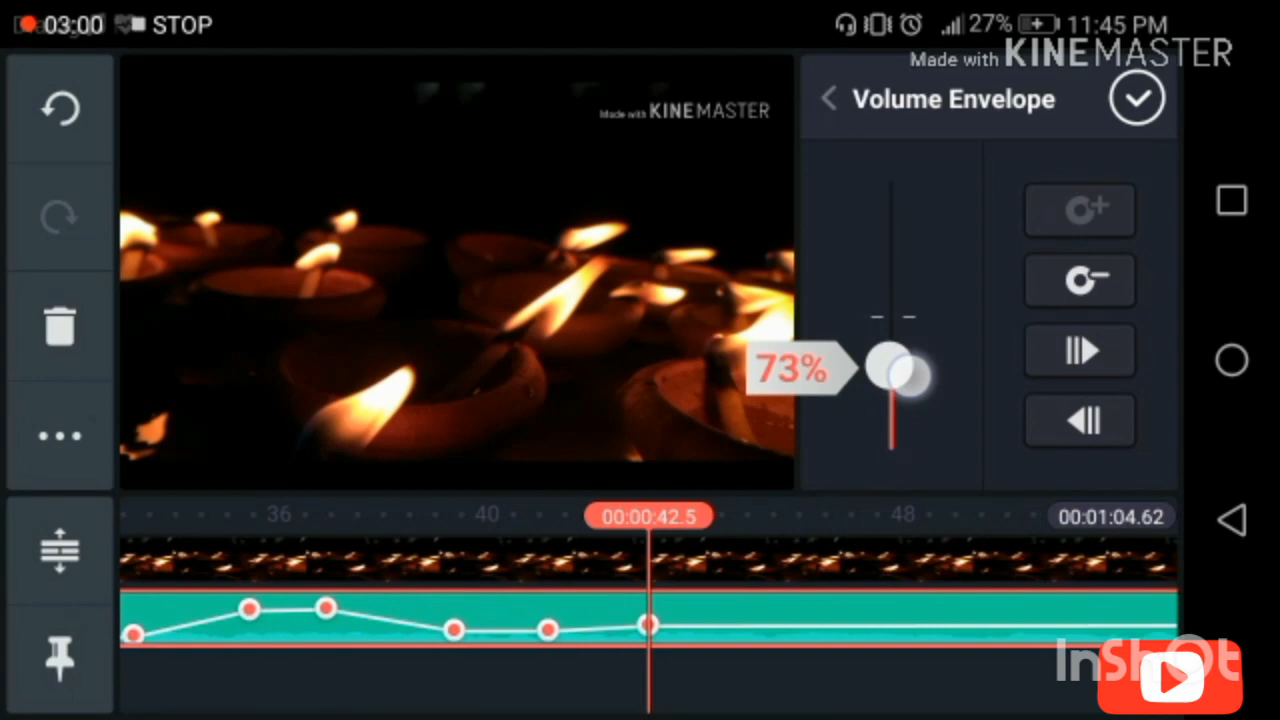 03:00 STOP 27% 11:45 PM
Made with KINEMASTER
Volume Envelope
Made with KINEMASTER
73%
36 40 00:00:42.5 48 00:01:04.62
InShOt